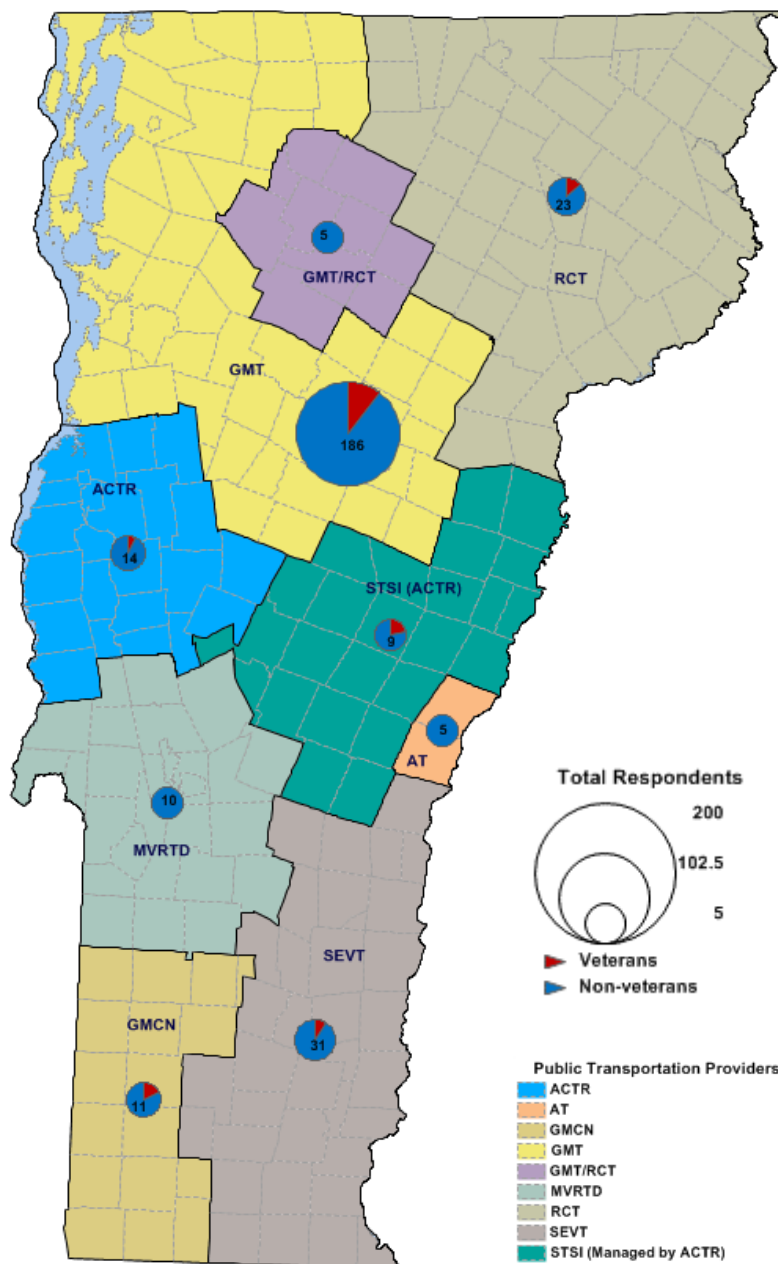 23
5
GMT/RCT
RCT
GMT
186
ACTR
14
STSI (ACTR)
9
5
AT
10
MVRTD
SEVT
GMCN
31
11
Total Respondents
200
102.5
5
Veterans
Non-veterans
Public Transportation Providers
ACTR
AT
GMCN
GMT
GMT/RCT
MVRTD
RCT
SEVT
STSI (Managed by ACTR)